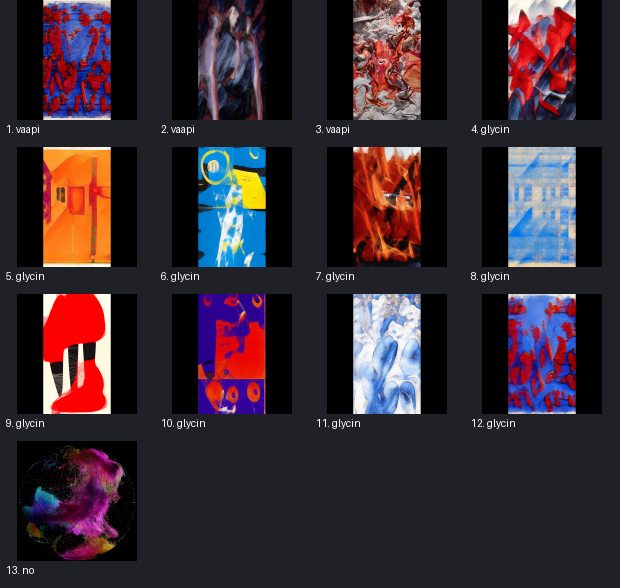 1. vaapi
2. vaapi
3. vaapi
4. glycin
5. glycin
6. glycin
7. glycin
8. glycin
9. glycin
10. glycin
11. glycin
12. glycin
13. no